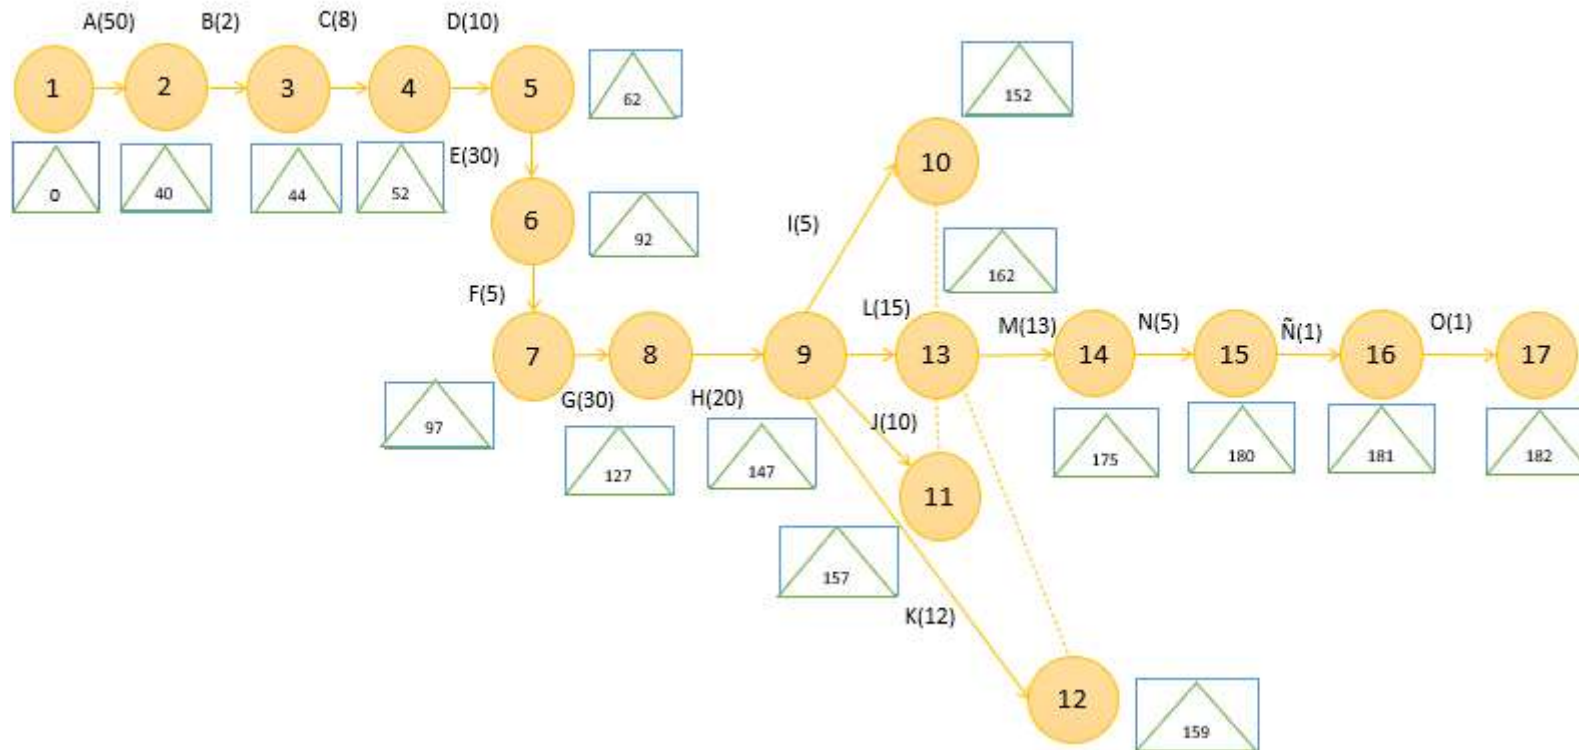 A(50) B(2) C(8) D(10)
1 2 3 4 5
62
152
0 40 44 52
E(30)
10
6
92
I(5)
162
F(5)
L(15) M(13) N(5) Ñ(1) O(1)
7 8 9 13 14 15 16 17
G(30) H(20)
97
J(10)
127 147
175 180 181 182
11
157
K(12)
12
159